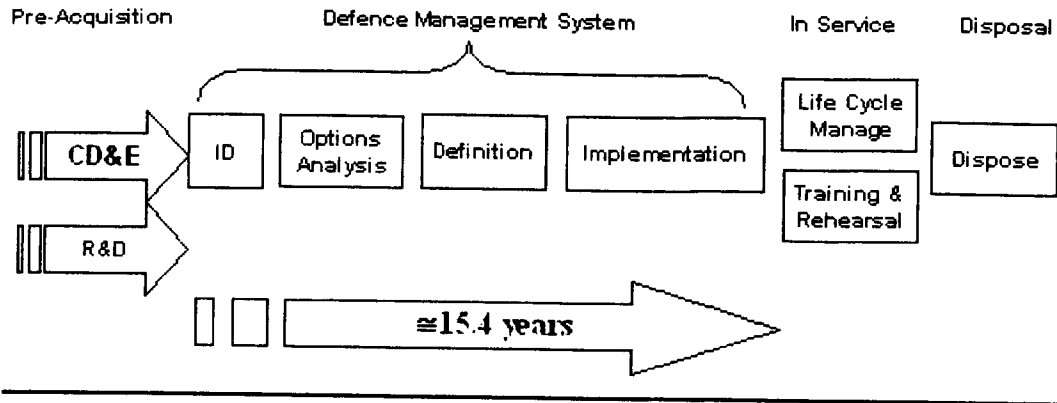 Pre-Acquisition
Defence Management System
In Service
Disposal
CD&E
ID
Options
Analysis
Definition
Implementation
Life Cycle
Manage
Dispose
Training &
Rehearsal
R&D
≅15.4 years